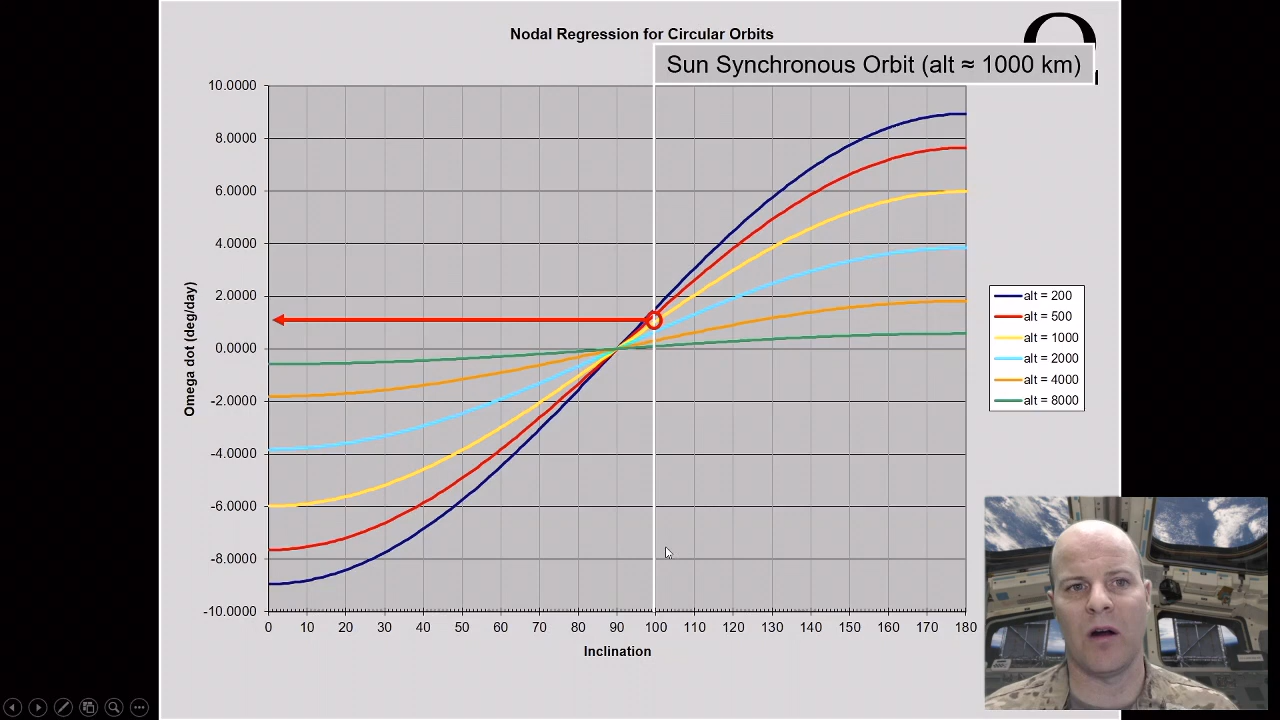 Nodal Regression for Circular Orbits
Sun Synchronous Orbit (alt ≈ 1000 km)
10.0000
8.0000
6.0000
4.0000
2.0000
0.0000
-2.0000
-4.0000
-6.0000
-8.0000
-10.0000
Omega dot (deg/day)
0 10 20 30 40 50 60 70 80 90 100 110 120 130 140 150 160 170 180
Inclination
alt = 200
alt = 500
alt = 1000
alt = 2000
alt = 4000
alt = 8000